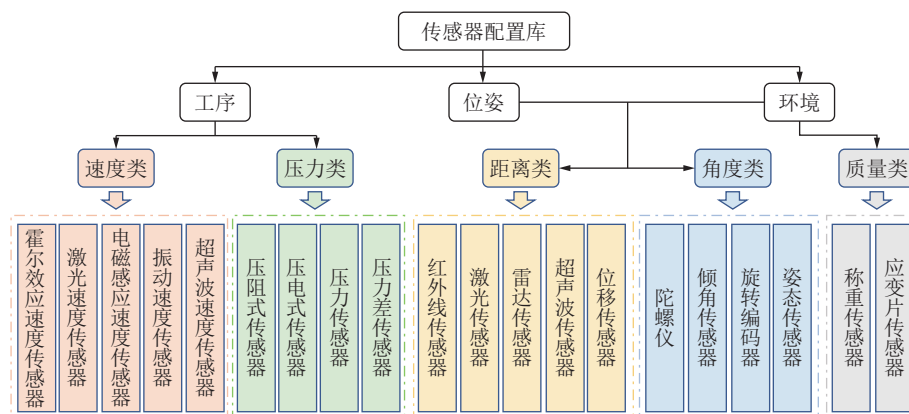 传感器配置库
工序
位姿
环境
速度类
压力类
距离类
角度类
质量类
霍尔效应速度传感器
激光速度传感器
电磁感应速度传感器
振动速度传感器
超声波速度传感器
压阻式传感器
压电式传感器
压力传感器
压力差传感器
红外线传感器
激光传感器
雷达传感器
超声波传感器
位移传感器
陀螺仪
倾角传感器
旋转编码器
姿态传感器
称重传感器
应变片传感器